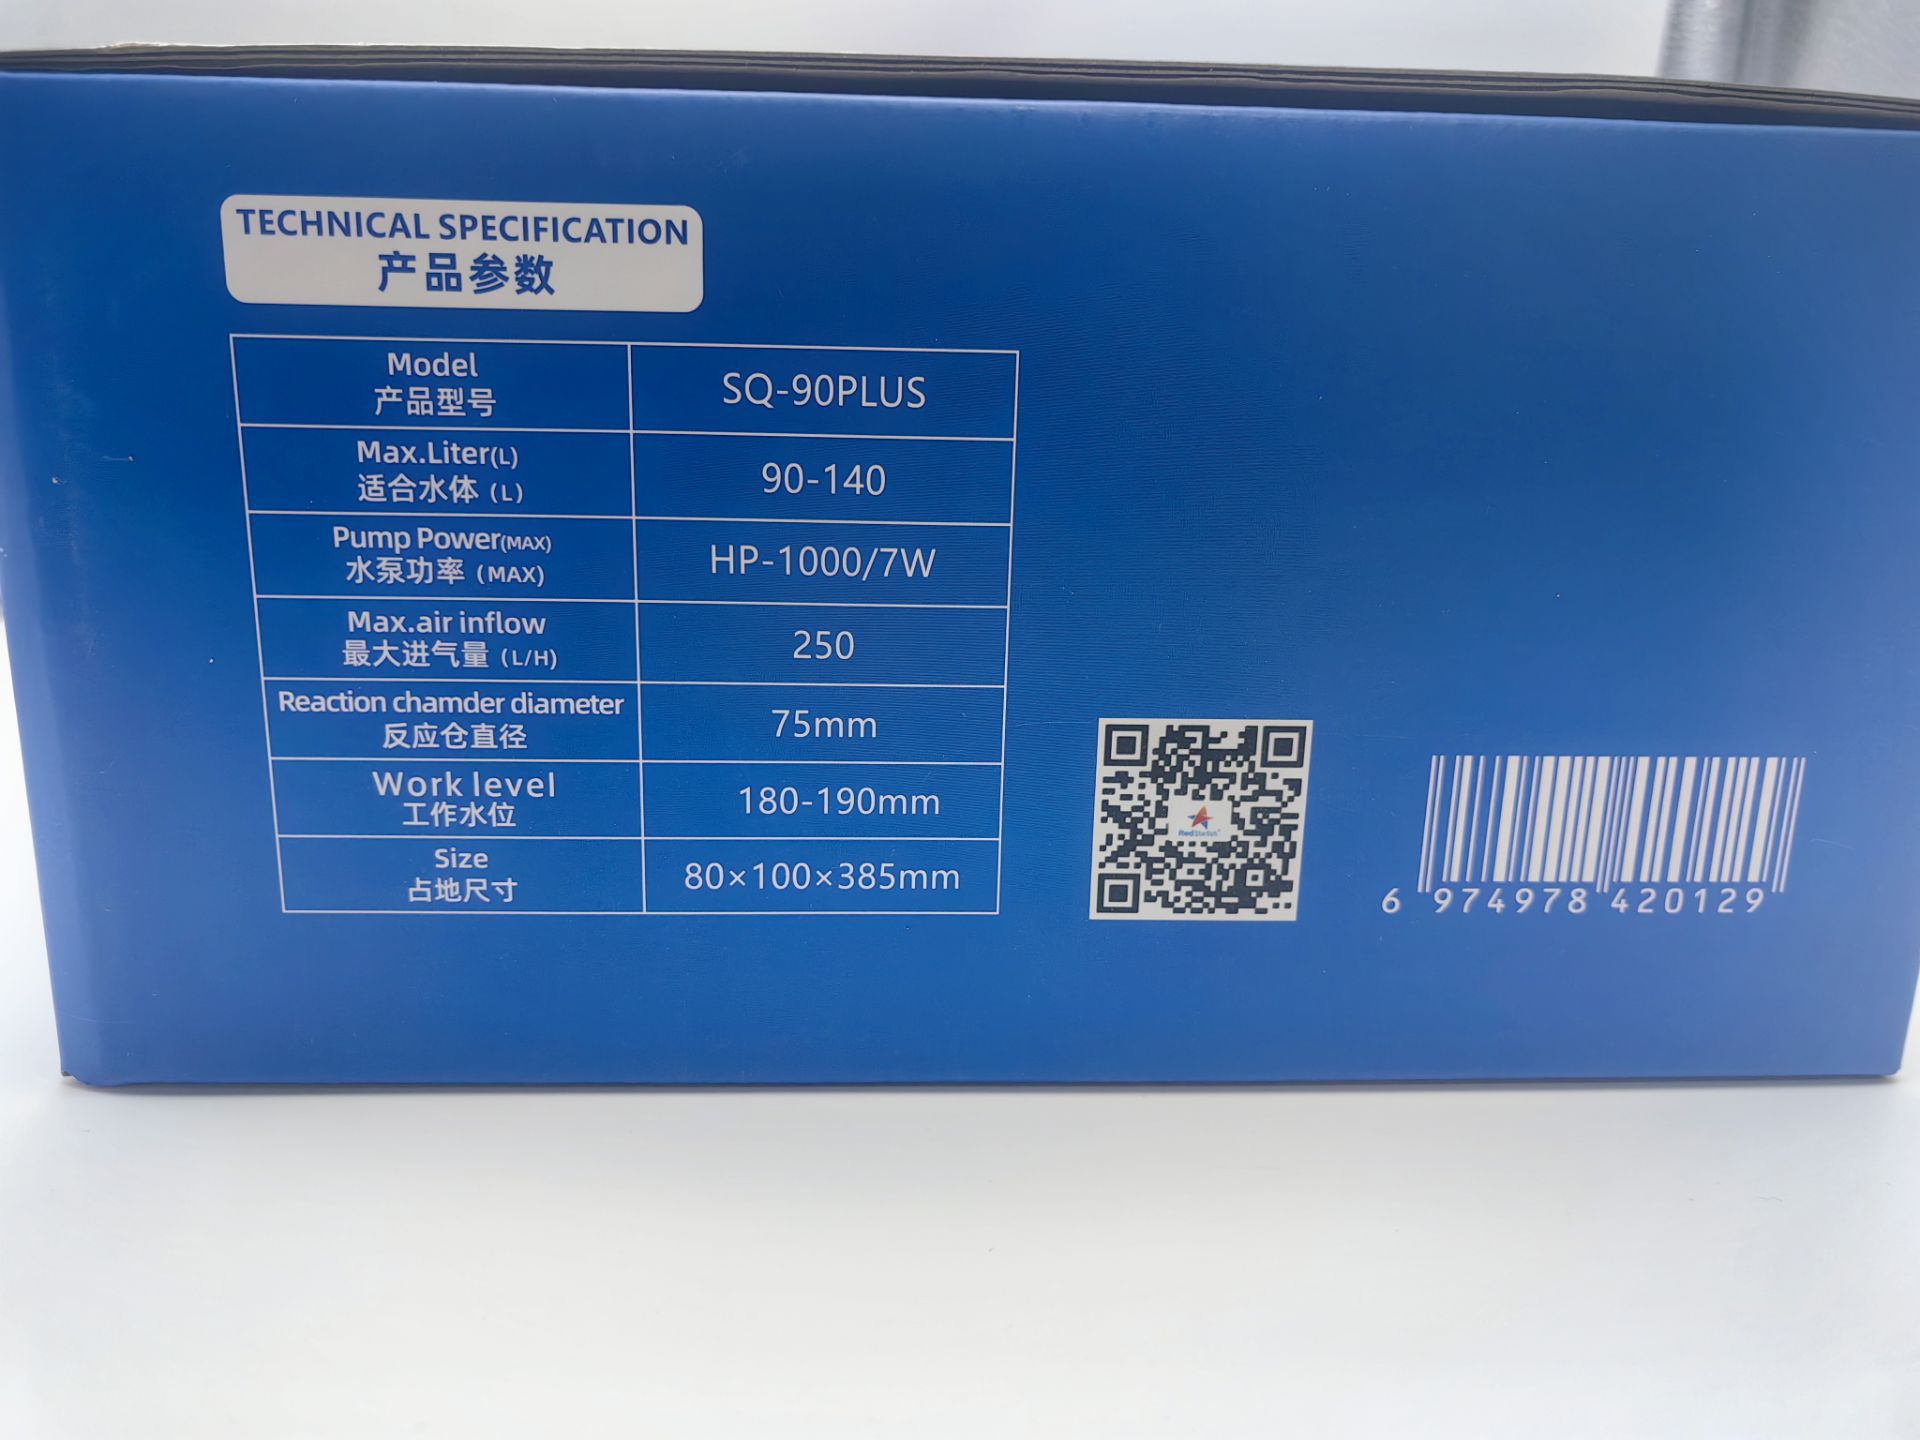 TECHNICAL SPECIFICATION
产品参数
Model
产品型号
SQ-90PLUS
Max.Liter(L)
适合水体（L）
90-140
Pump Power(MAX)
水泵功率（MAX)
HP-1000/7W
Max.air inflow
最大进气量（L/H)
250
Reaction chamder diameter
反应仓直径
75mm
Work level
工作水位
180-190mm
Size
占地尺寸
80×100×385mm
RedStarfish
6 974978 420129